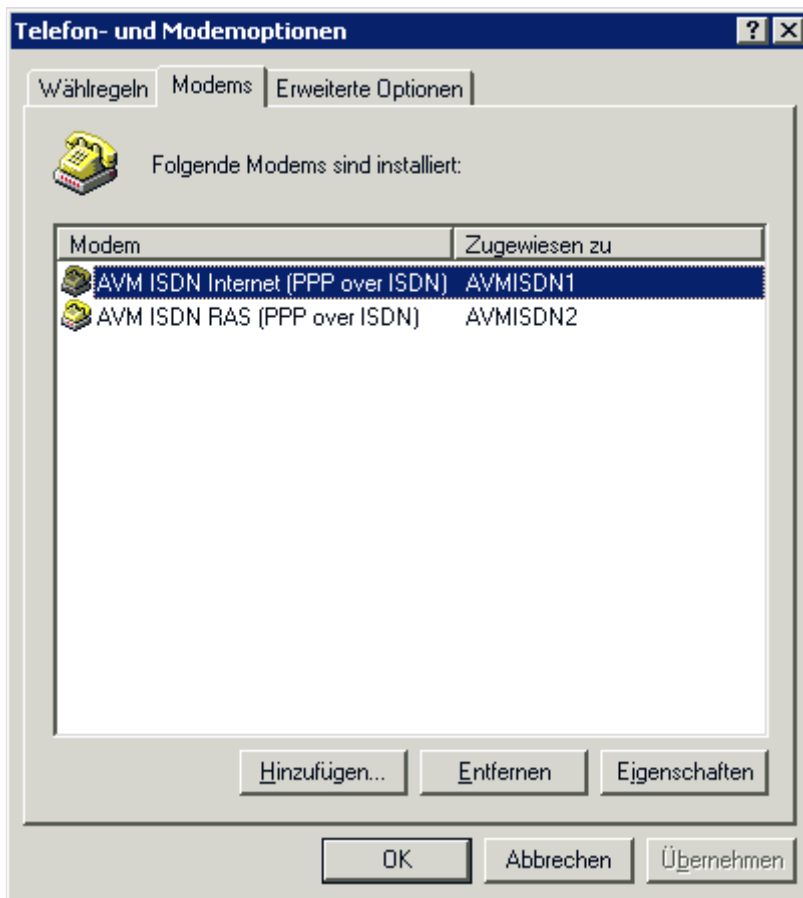 Telefon- und Modemoptionen
Wählregeln Modems Erweiterte Optionen
Folgende Modems sind installiert:
Modem Zugewiesen zu
AVM ISDN Internet (PPP over ISDN) AVMISDN1
AVM ISDN RAS (PPP over ISDN) AVMISDN2
Hinzufügen... Entfernen Eigenschaften
OK Abbrechen Übernehmen